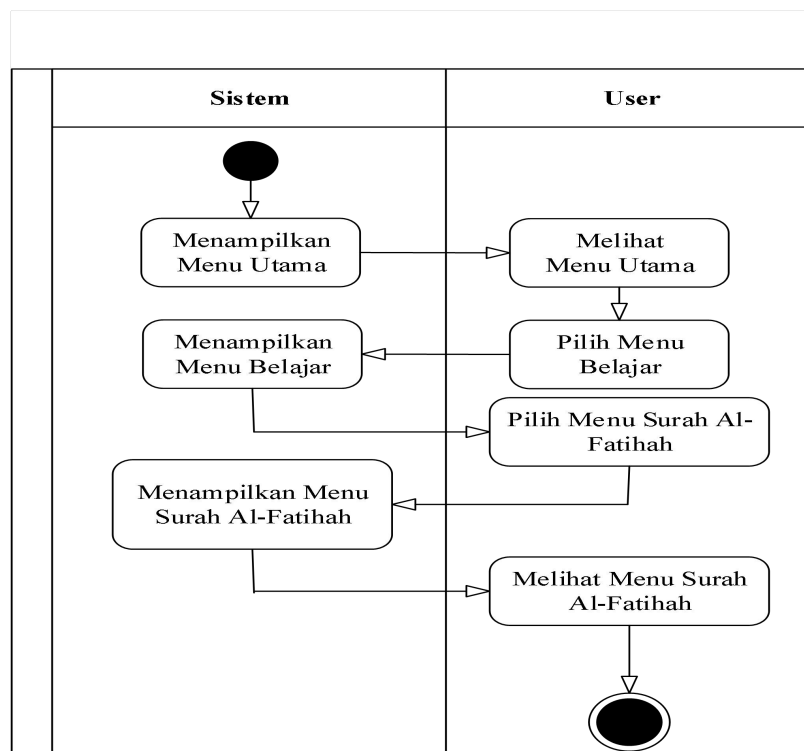 Sistem
User
Menampilkan
Menu Utama
Melihat
Menu Utama
Pilih Menu
Belajar
Menampilkan
Menu Belajar
Pilih Menu Surah Al-
Fatihah
Menampilkan Menu
Surah Al-Fatihah
Melihat Menu Surah
Al-Fatihah